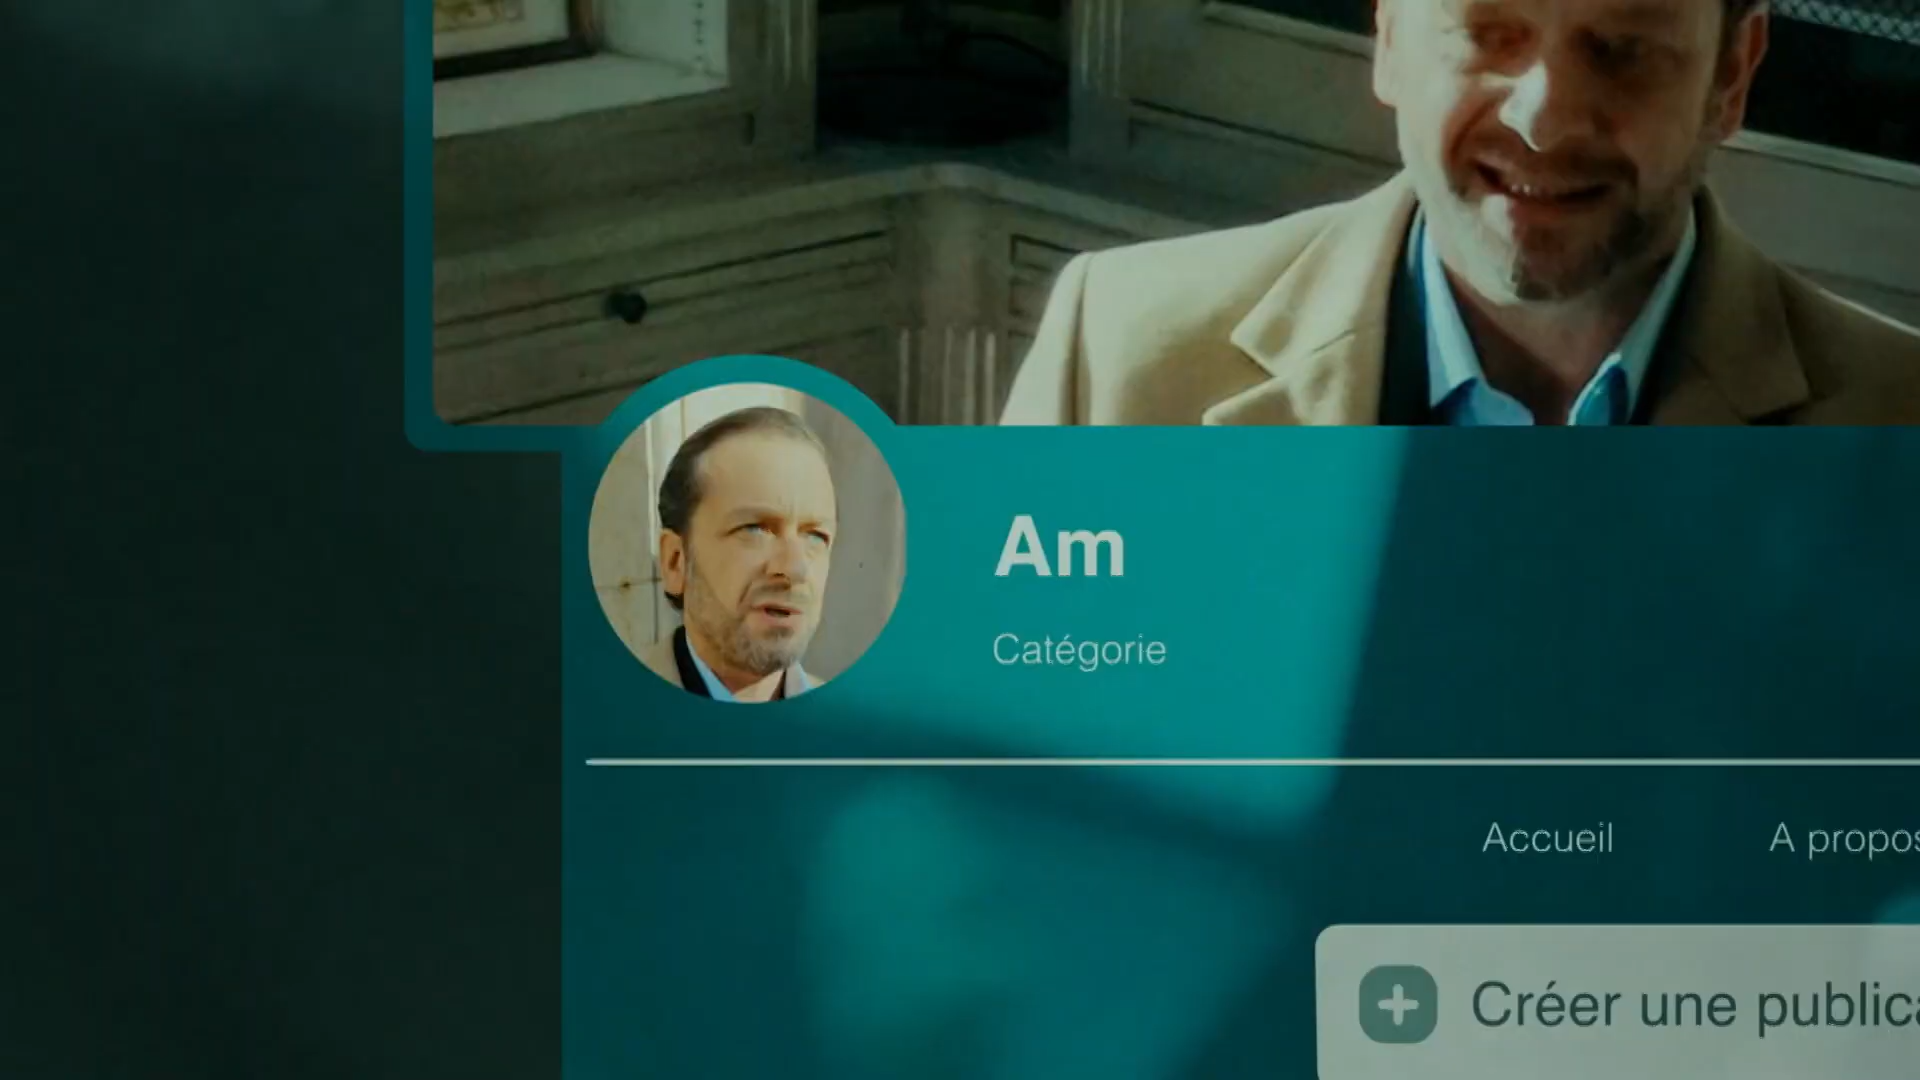 Am
Catégorie
Accueil
A propos
Créer une publica